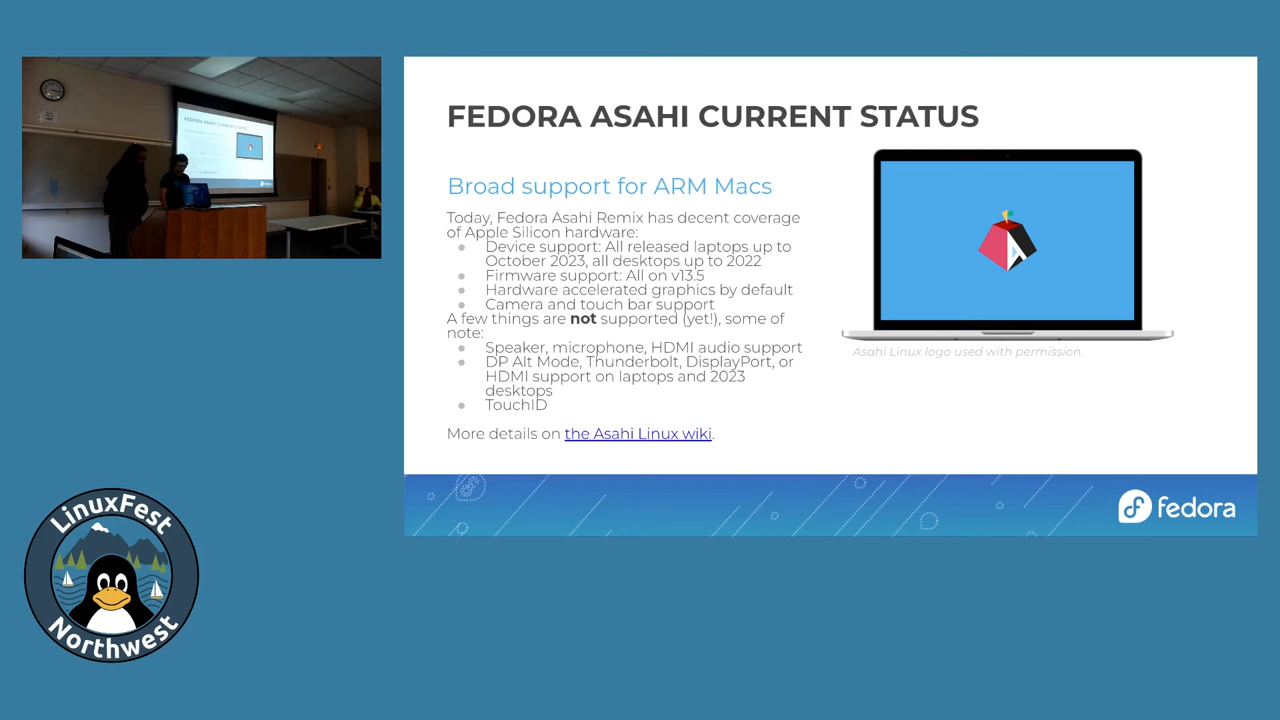 FEDORA ASAHI CURRENT STATUS
Broad support for ARM Macs
Today, Fedora Asahi Remix has decent coverage
of Apple Silicon hardware:
● Device support: All released laptops up to
October 2023, all desktops up to 2022
● Firmware support: All on v13.5
● Hardware accelerated graphics by default
● Camera and touch bar support
A few things are not supported (yet!), some of
note:
● Speaker, microphone, HDMI audio support
● DP Alt Mode, Thunderbolt, DisplayPort, or
HDMI support on laptops and 2023
desktops
● TouchID
More details on the Asahi Linux wiki.
Asahi Linux logo used with permission.
fedora
LinuxFest
Northwest
FEDORA ASAHI CURRENT STATUS